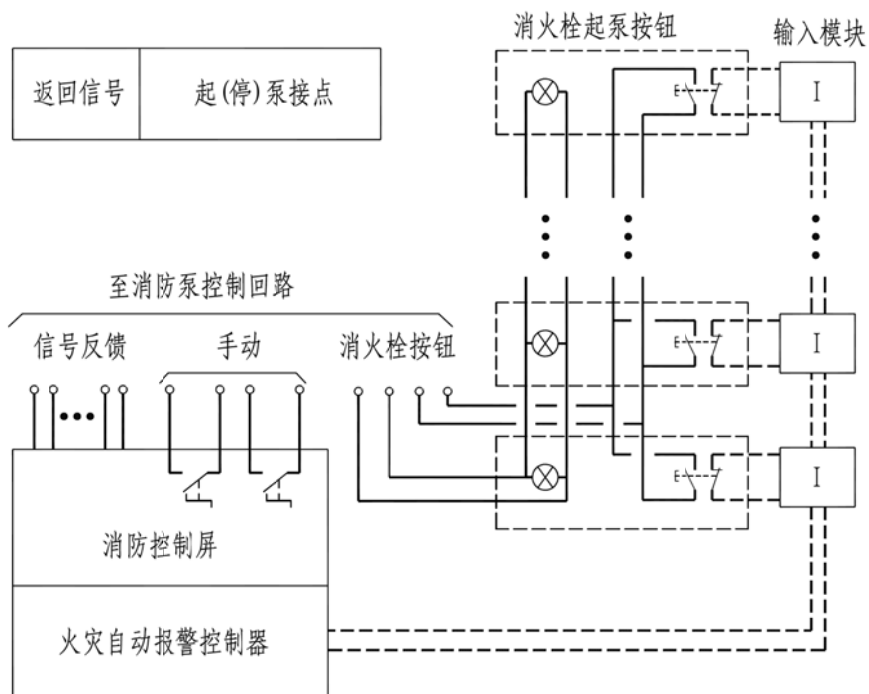 消火栓起泵按钮
输入模块
返回信号
起(停)泵接点
I
至消防泵控制回路
信号反馈
手动
消火栓按钮
E
E
I
E
I
消防控制屏
火灾自动报警控制器